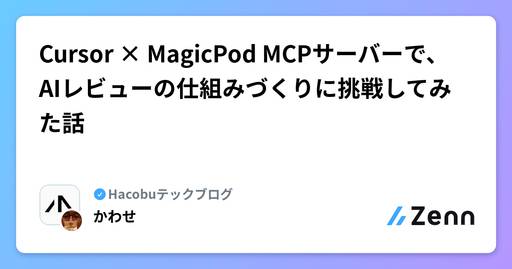 Cursor × MagicPod MCPサーバーで、
AIレビューの仕組みづくりに挑戦してみ
た話
Hacobuテックブログ
かわせ
Zenn